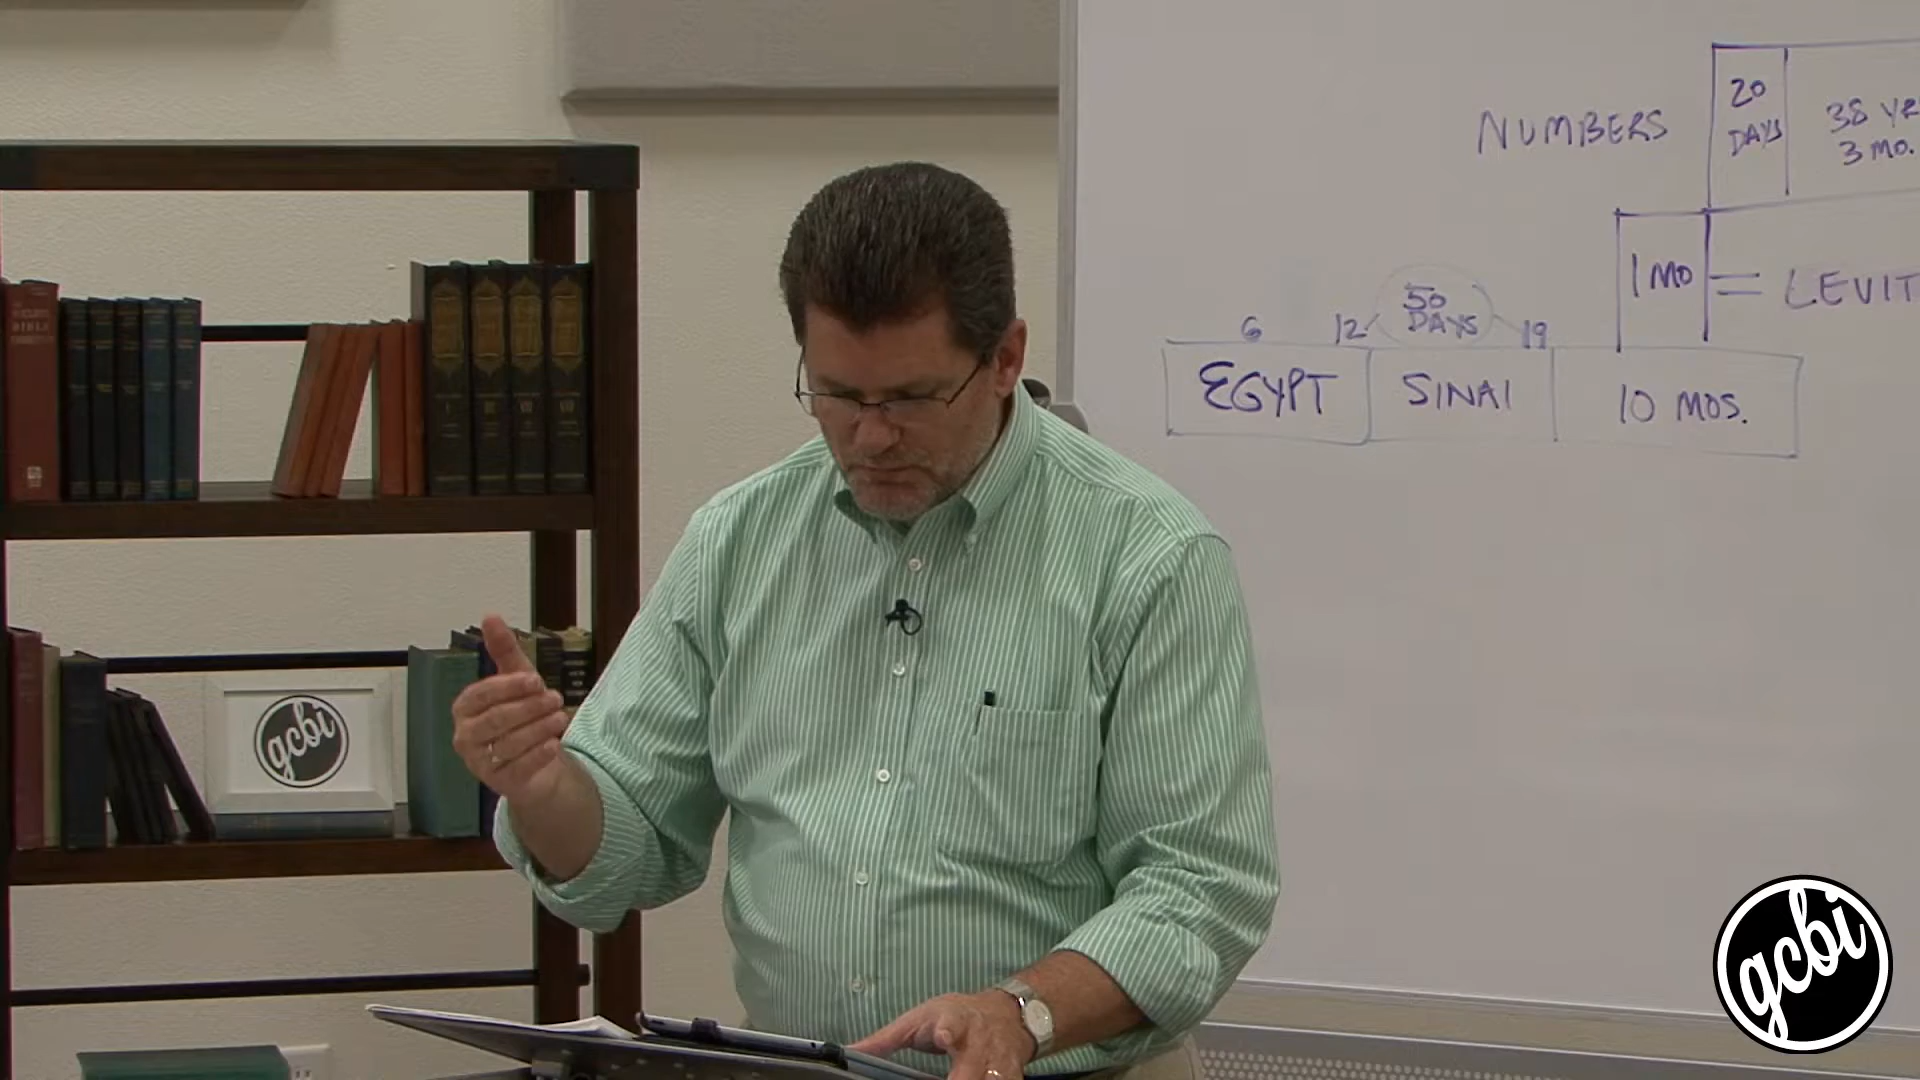 20
DAYS
38 YR
3 MO.
NUMBERS
1 MO = LEVIT
50
DAYS
6 12 19
EGYPT SINAI 10 MOS.
BIBLE
gcbi
gcbi